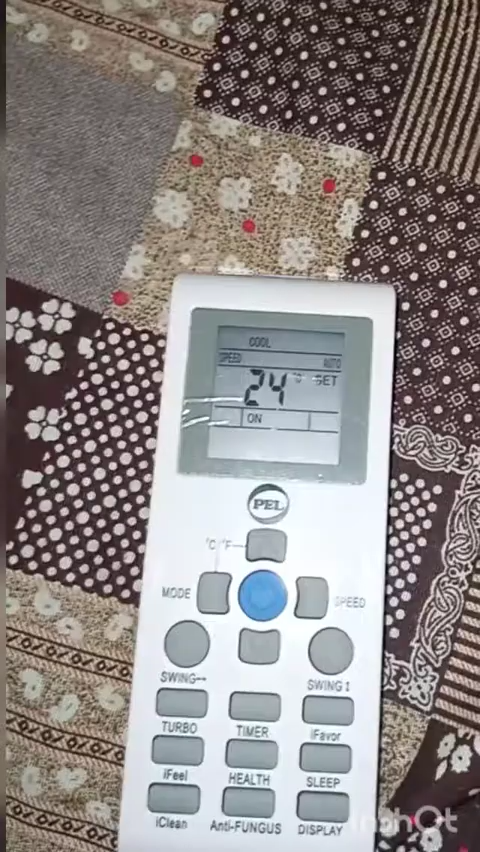 COOL
SPEED AUTO
24 °C SET
ON
PEL
°C °F
MODE SPEED
SWING↔ SWING↕
TURBO TIMER iFavor
iFeel HEALTH SLEEP
iClean Anti-FUNGUS DISPLAY